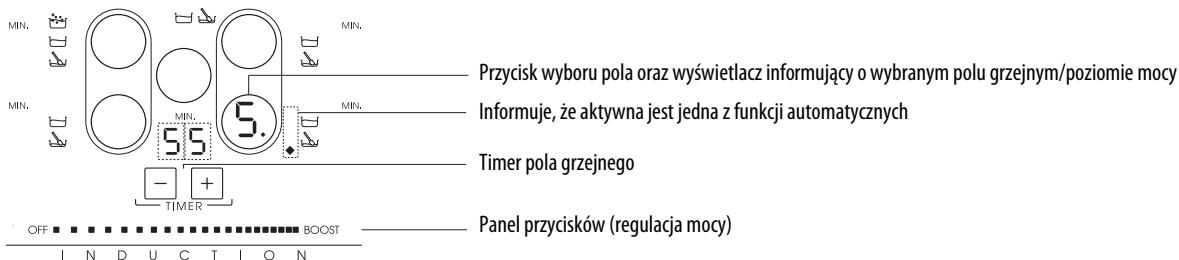 MIN. MIN.
Przycisk wyboru pola oraz wyświetlacz informujący o wybranym polu grzejnym/poziomie mocy
MIN. MIN. MIN.
Informuje, że aktywna jest jedna z funkcji automatycznych
5.
55
Timer pola grzejnego
− +
TIMER
Panel przycisków (regulacja mocy)
OFF BOOST
I N D U C T I O N